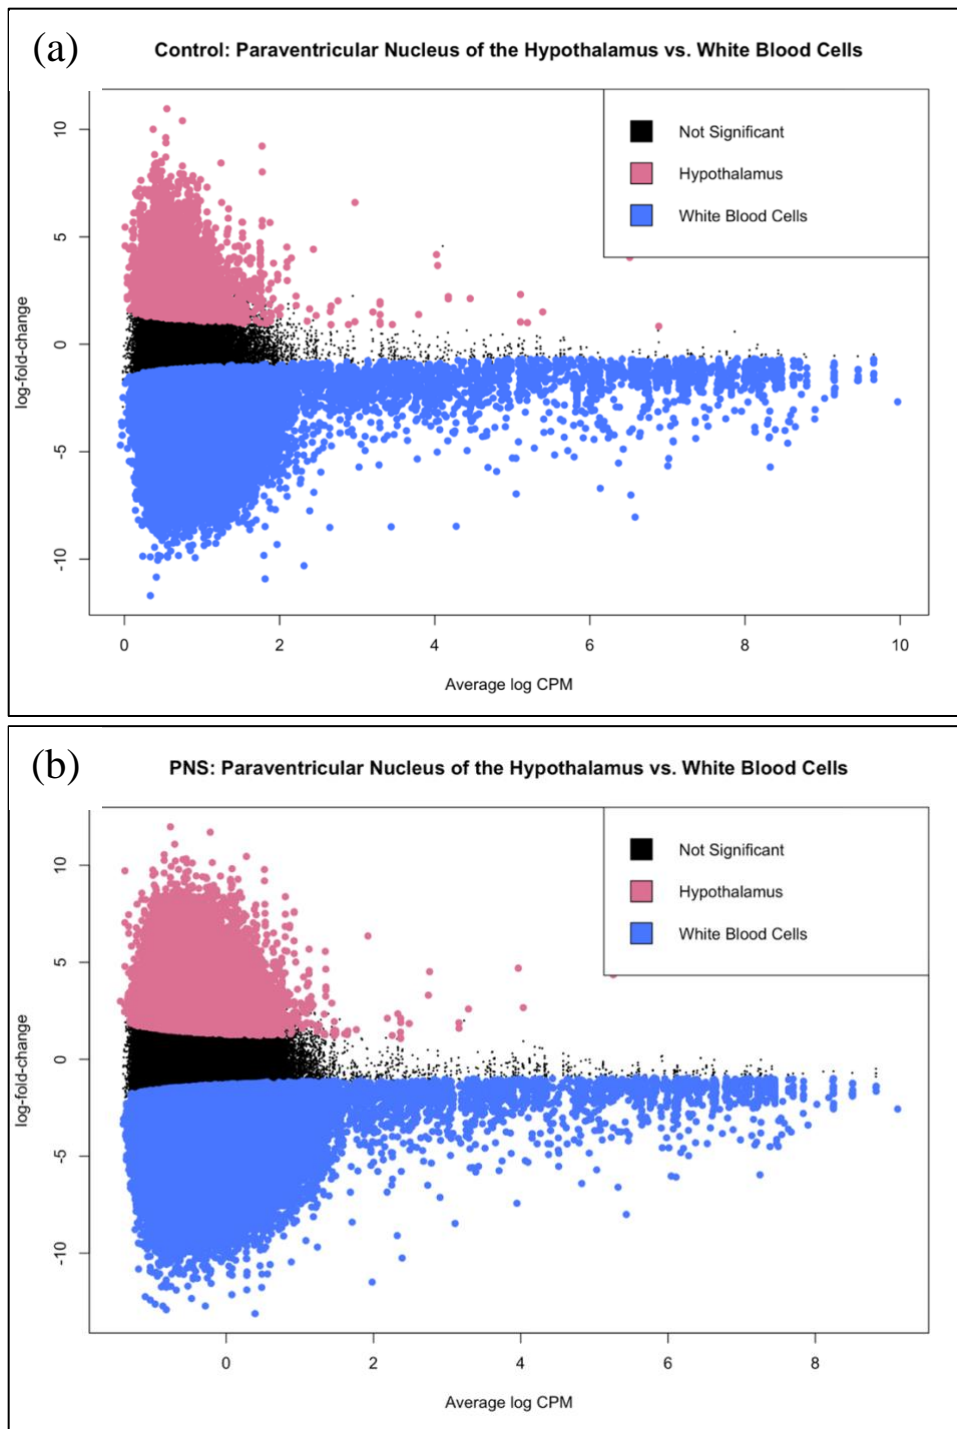 (a)
Control: Paraventricular Nucleus of the Hypothalamus vs. White Blood Cells
Not Significant
Hypothalamus
White Blood Cells
log-fold-change
10
5
0
-5
-10
0 2 4 6 8 10
Average log CPM
(b)
PNS: Paraventricular Nucleus of the Hypothalamus vs. White Blood Cells
Not Significant
Hypothalamus
White Blood Cells
log-fold-change
10
5
0
-5
-10
0 2 4 6 8
Average log CPM